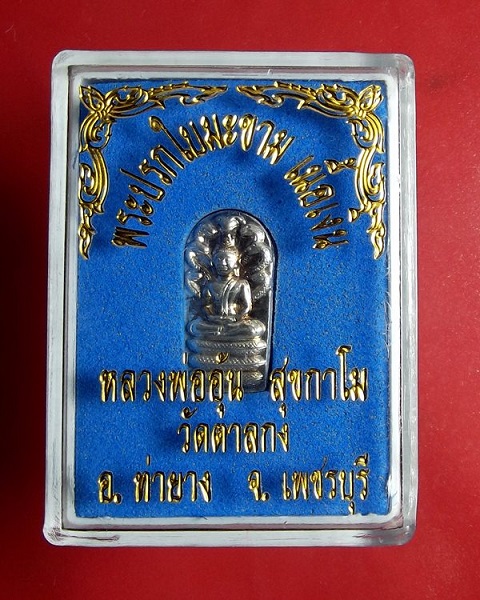 พระปรกใบมะขาม เนื้อเงิน
หลวงพ่ออุ้น สุขกาโม
วัดตาลกง
อ. ท่ายาง จ. เพชรบุรี